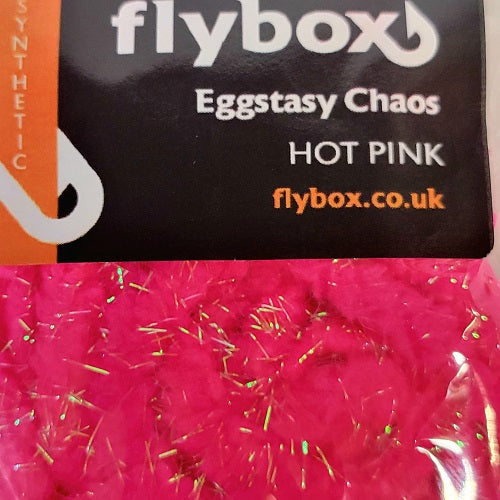 SYNTHETIC
flybox
Eggstasy Chaos
HOT PINK
flybox.co.uk